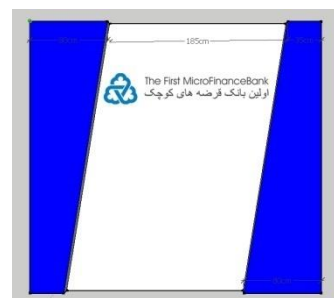 185cm
The First MicroFinanceBank
اولین بانک قرضه های کوچک